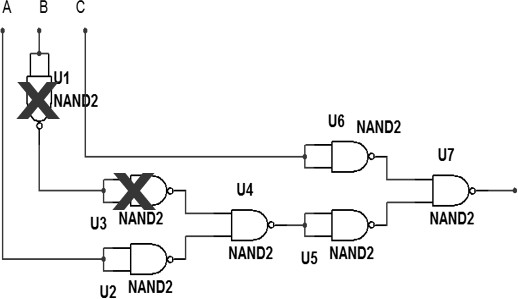 A B C
U1
NAND2
U6 NAND2
U7
U4
U3 NAND2
NAND2
NAND2 U5 NAND2
U2 NAND2